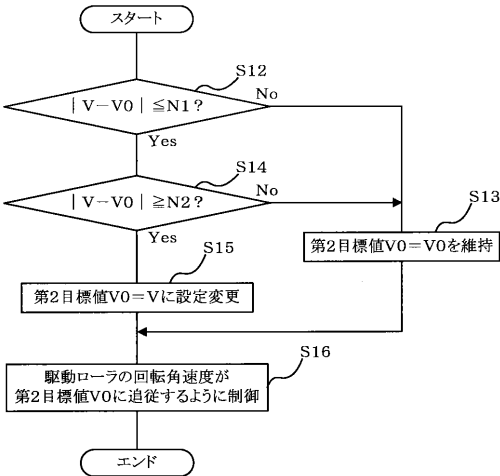 スタート
S12
｜V－V0｜≦N1?
No
Yes
S14
｜V－V0｜≧N2?
No
Yes
S13
第2目標値V0=V0を維持
S15
第2目標値V0=Vに設定変更
S16
駆動ローラの回転角速度が
第2目標値V0に追従するように制御
エンド